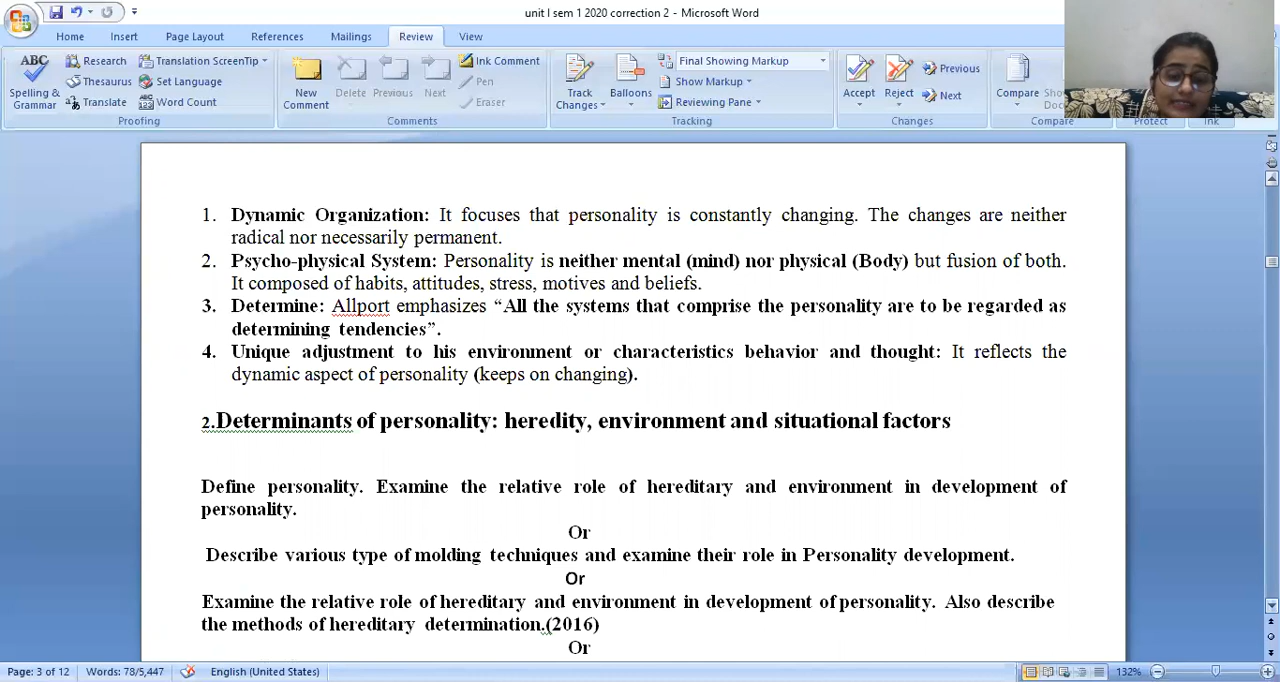 unit I sem 1 2020 correction 2 - Microsoft Word
Home Insert Page Layout References Mailings Review View
ABC Spelling & Grammar
Research
Thesaurus
Translate
Translation ScreenTip
Set Language
Word Count
Proofing
New Comment
Delete
Previous
Next
Ink Comment
Pen
Eraser
Comments
Track Changes
Balloons
Final Showing Markup
Show Markup
Reviewing Pane
Tracking
Accept
Reject
Previous
Next
Changes
Compare
Compare
Protect
Ink
1. Dynamic Organization: It focuses that personality is constantly changing. The changes are neither
radical nor necessarily permanent.
2. Psycho-physical System: Personality is neither mental (mind) nor physical (Body) but fusion of both.
It composed of habits, attitudes, stress, motives and beliefs.
3. Determine: Allport emphasizes “All the systems that comprise the personality are to be regarded as
determining tendencies”.
4. Unique adjustment to his environment or characteristics behavior and thought: It reflects the
dynamic aspect of personality (keeps on changing).
2.Determinants of personality: heredity, environment and situational factors
Define personality. Examine the relative role of hereditary and environment in development of
personality.
Or
Describe various type of molding techniques and examine their role in Personality development.
Or
Examine the relative role of hereditary and environment in development of personality. Also describe
the methods of hereditary determination.(2016)
Or
Page: 3 of 12 Words: 78/5,447 English (United States) 132%